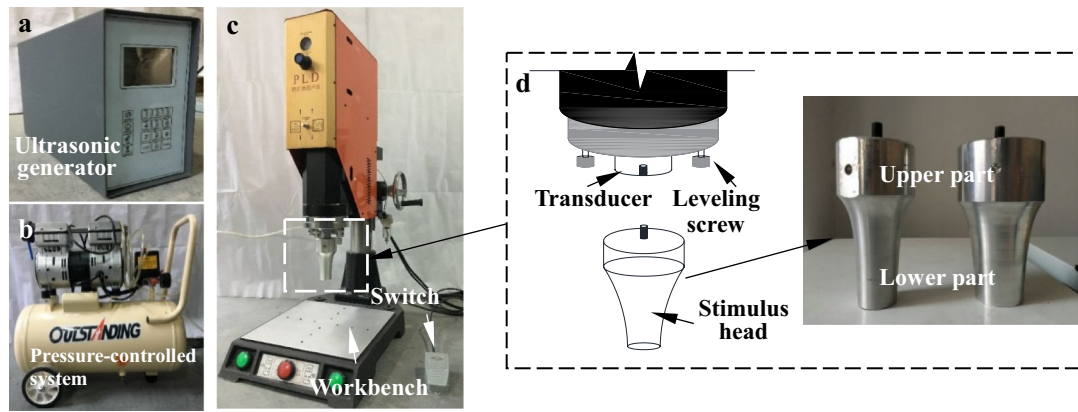 a
Ultrasonic
generator
b
OUTSTANDING
Pressure-controlled
system
c
PLD
Switch
Workbench
d
Transducer
Leveling
screw
Stimulus
head
Upper part
Lower part